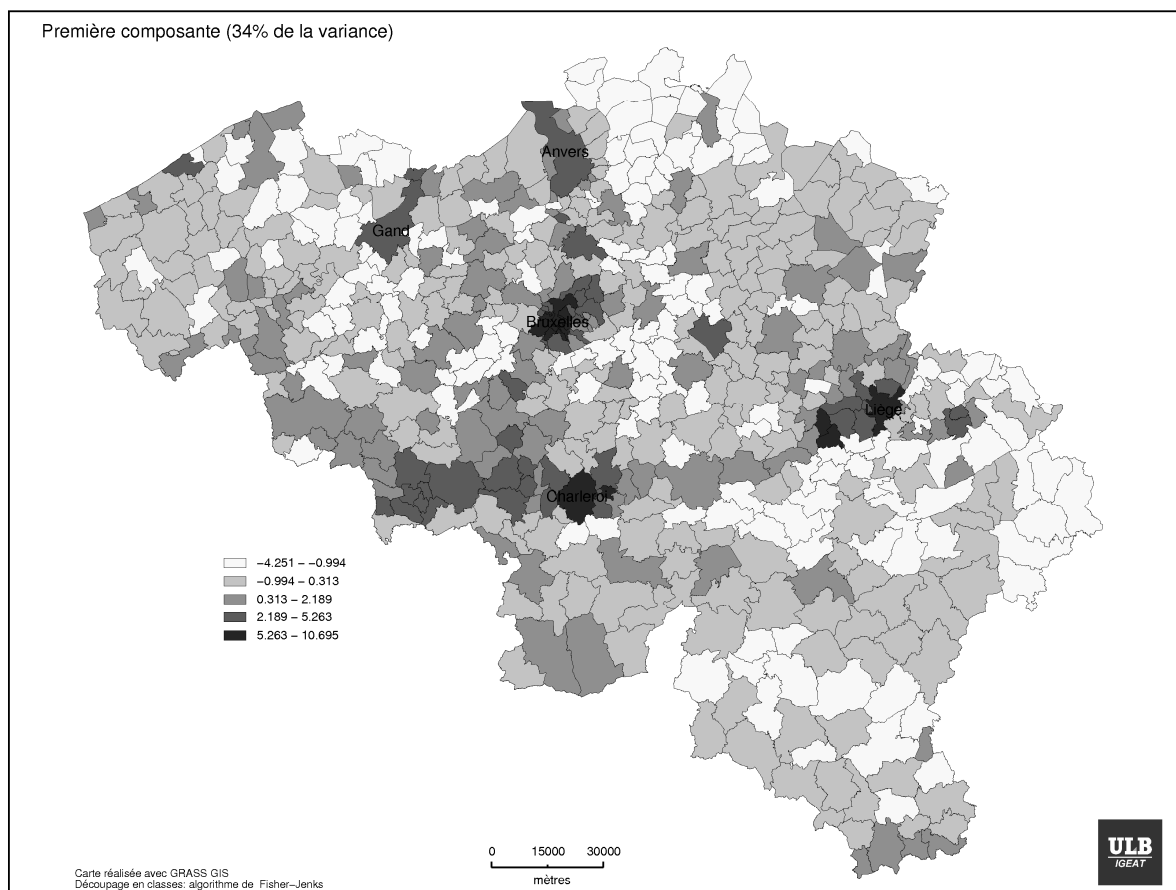 Première composante (34% de la variance)
Anvers
Gand
Bruxelles
Liège
Charleroi
−4.251 − −0.994
−0.994 − 0.313
0.313 − 2.189
2.189 − 5.263
5.263 − 10.695
0 15000 30000
mètres
Carte réalisée avec GRASS GIS
Découpage en classes: algorithme de Fisher−Jenks
ULB
IGEAT